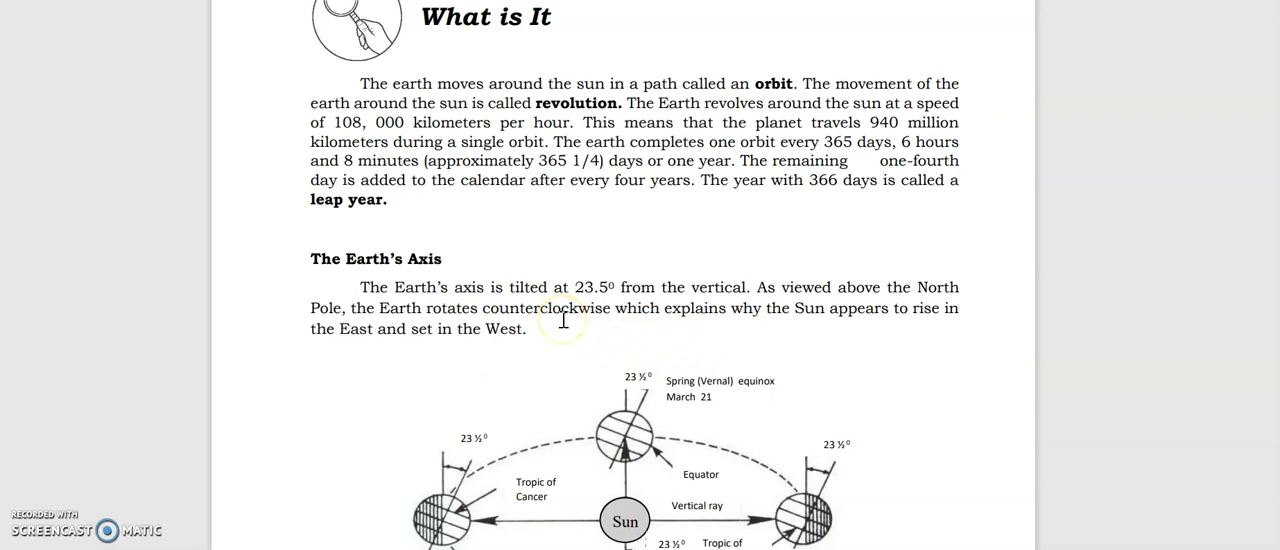 What is It
The earth moves around the sun in a path called an orbit. The movement of the
earth around the sun is called revolution. The Earth revolves around the sun at a speed
of 108, 000 kilometers per hour. This means that the planet travels 940 million
kilometers during a single orbit. The earth completes one orbit every 365 days, 6 hours
and 8 minutes (approximately 365 1/4) days or one year. The remaining one-fourth
day is added to the calendar after every four years. The year with 366 days is called a
leap year.
The Earth's Axis
The Earth's axis is tilted at 23.5⁰ from the vertical. As viewed above the North
Pole, the Earth rotates counterclockwise which explains why the Sun appears to rise in
the East and set in the West.
23 ½⁰
Spring (Vernal) equinox
March 21
23 ½⁰
23 ½⁰
Equator
Tropic of
Cancer
Vertical ray
Sun
23 ½⁰ Tropic of
RECORDED WITH
SCREENCAST MATIC